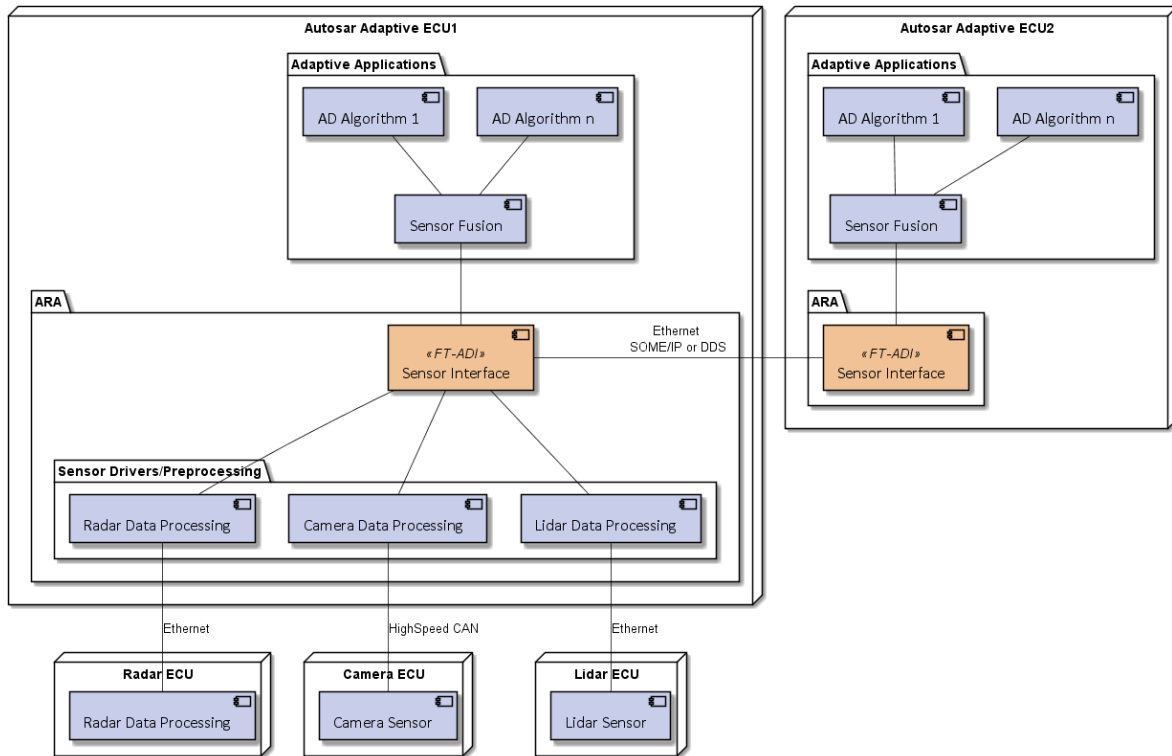 Autosar Adaptive ECU1
Autosar Adaptive ECU2
Adaptive Applications
Adaptive Applications
AD Algorithm 1
AD Algorithm n
AD Algorithm 1
AD Algorithm n
Sensor Fusion
Sensor Fusion
ARA
ARA
Ethernet
SOME/IP or DDS
«FT-ADI»
Sensor Interface
«FT-ADI»
Sensor Interface
Sensor Drivers/Preprocessing
Radar Data Processing
Camera Data Processing
Lidar Data Processing
Ethernet
HighSpeed CAN
Ethernet
Radar ECU
Camera ECU
Lidar ECU
Radar Data Processing
Camera Sensor
Lidar Sensor